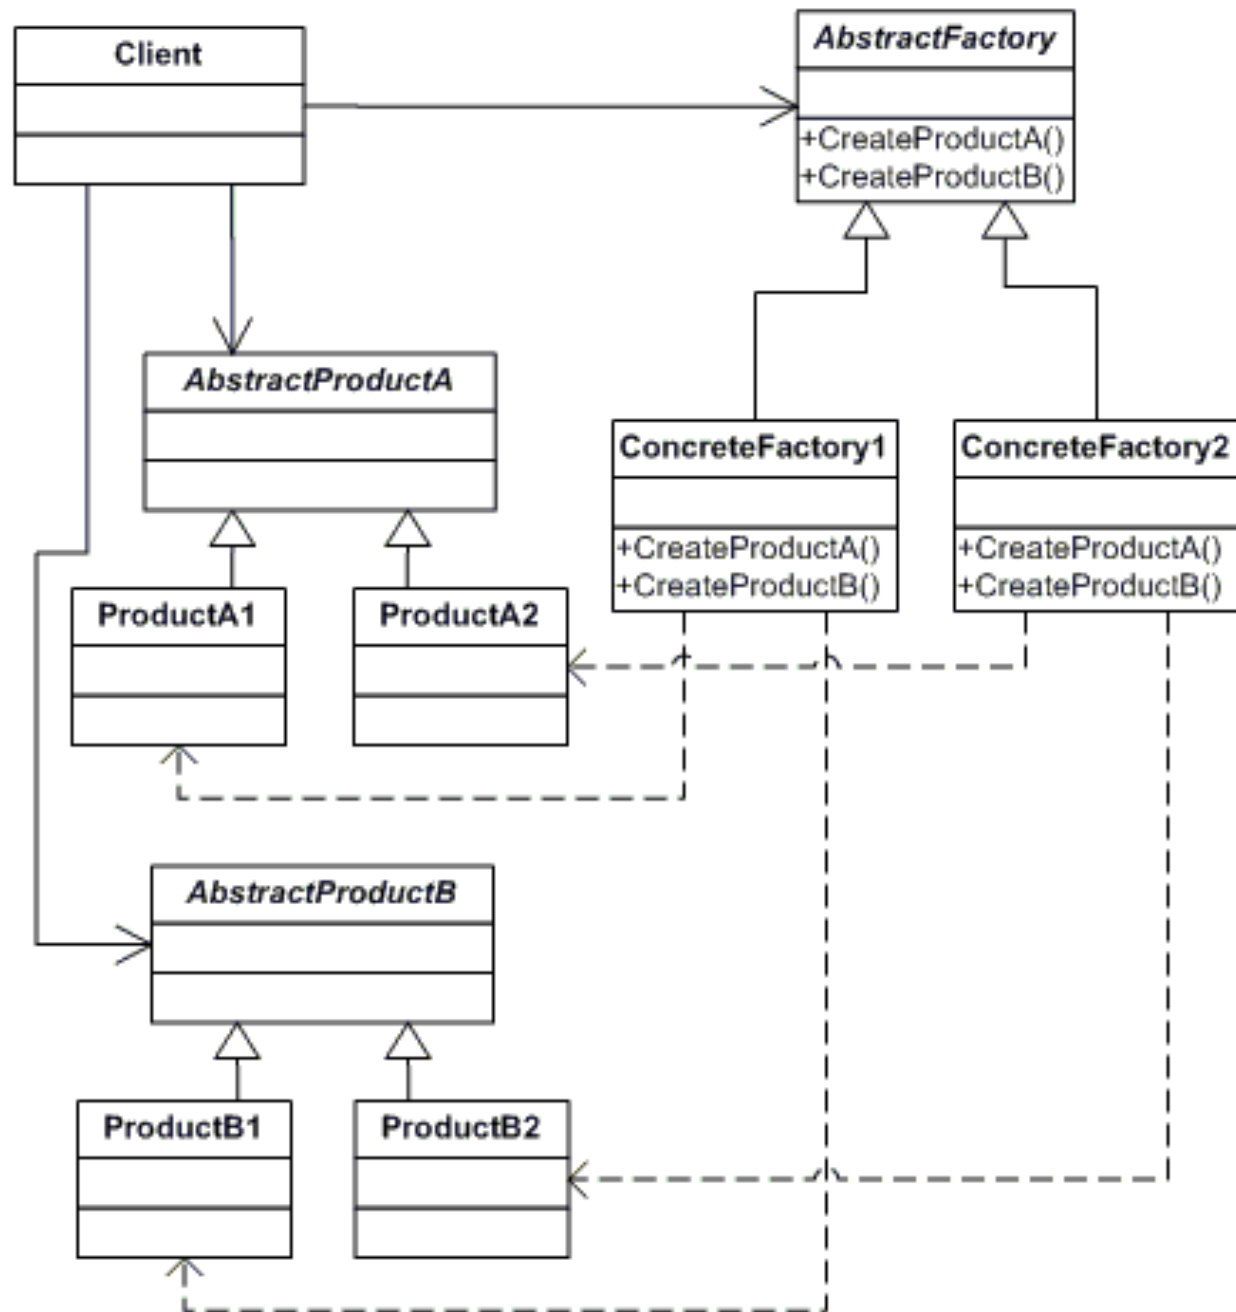 Client
AbstractFactory
+CreateProductA()
+CreateProductB()
AbstractProductA
ConcreteFactory1
+CreateProductA()
+CreateProductB()
ConcreteFactory2
+CreateProductA()
+CreateProductB()
ProductA1
ProductA2
AbstractProductB
ProductB1
ProductB2